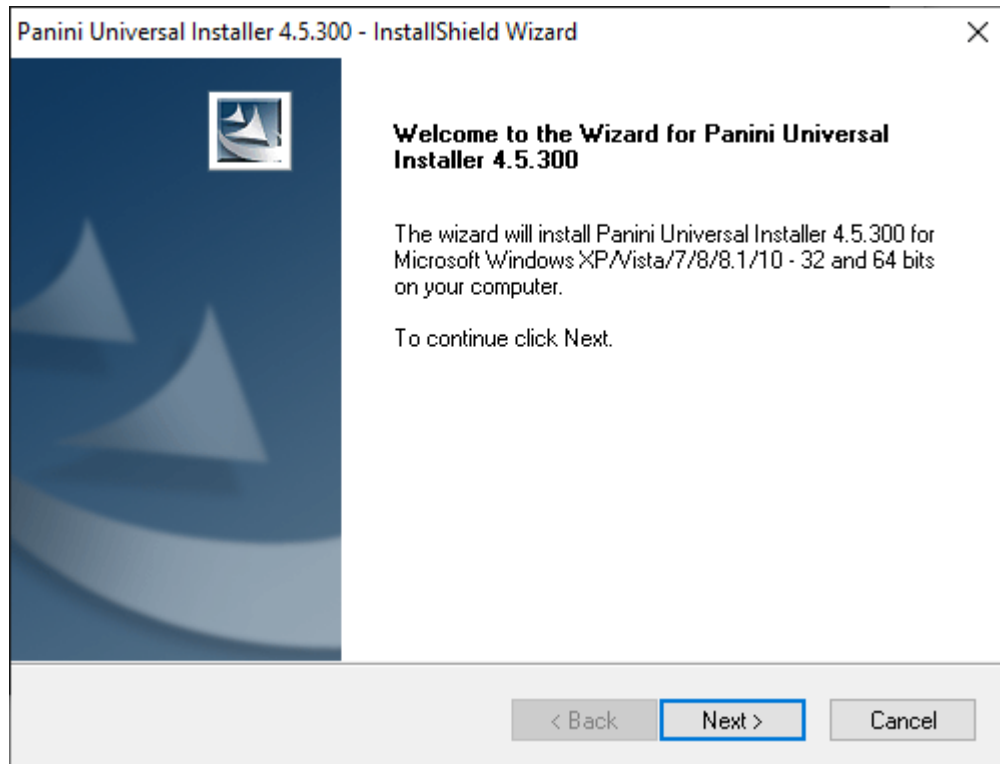 Panini Universal Installer 4.5.300 - InstallShield Wizard
Welcome to the Wizard for Panini Universal
Installer 4.5.300
The wizard will install Panini Universal Installer 4.5.300 for
Microsoft Windows XP/Vista/7/8/8.1/10 - 32 and 64 bits
on your computer.
To continue click Next.
< Back Next > Cancel